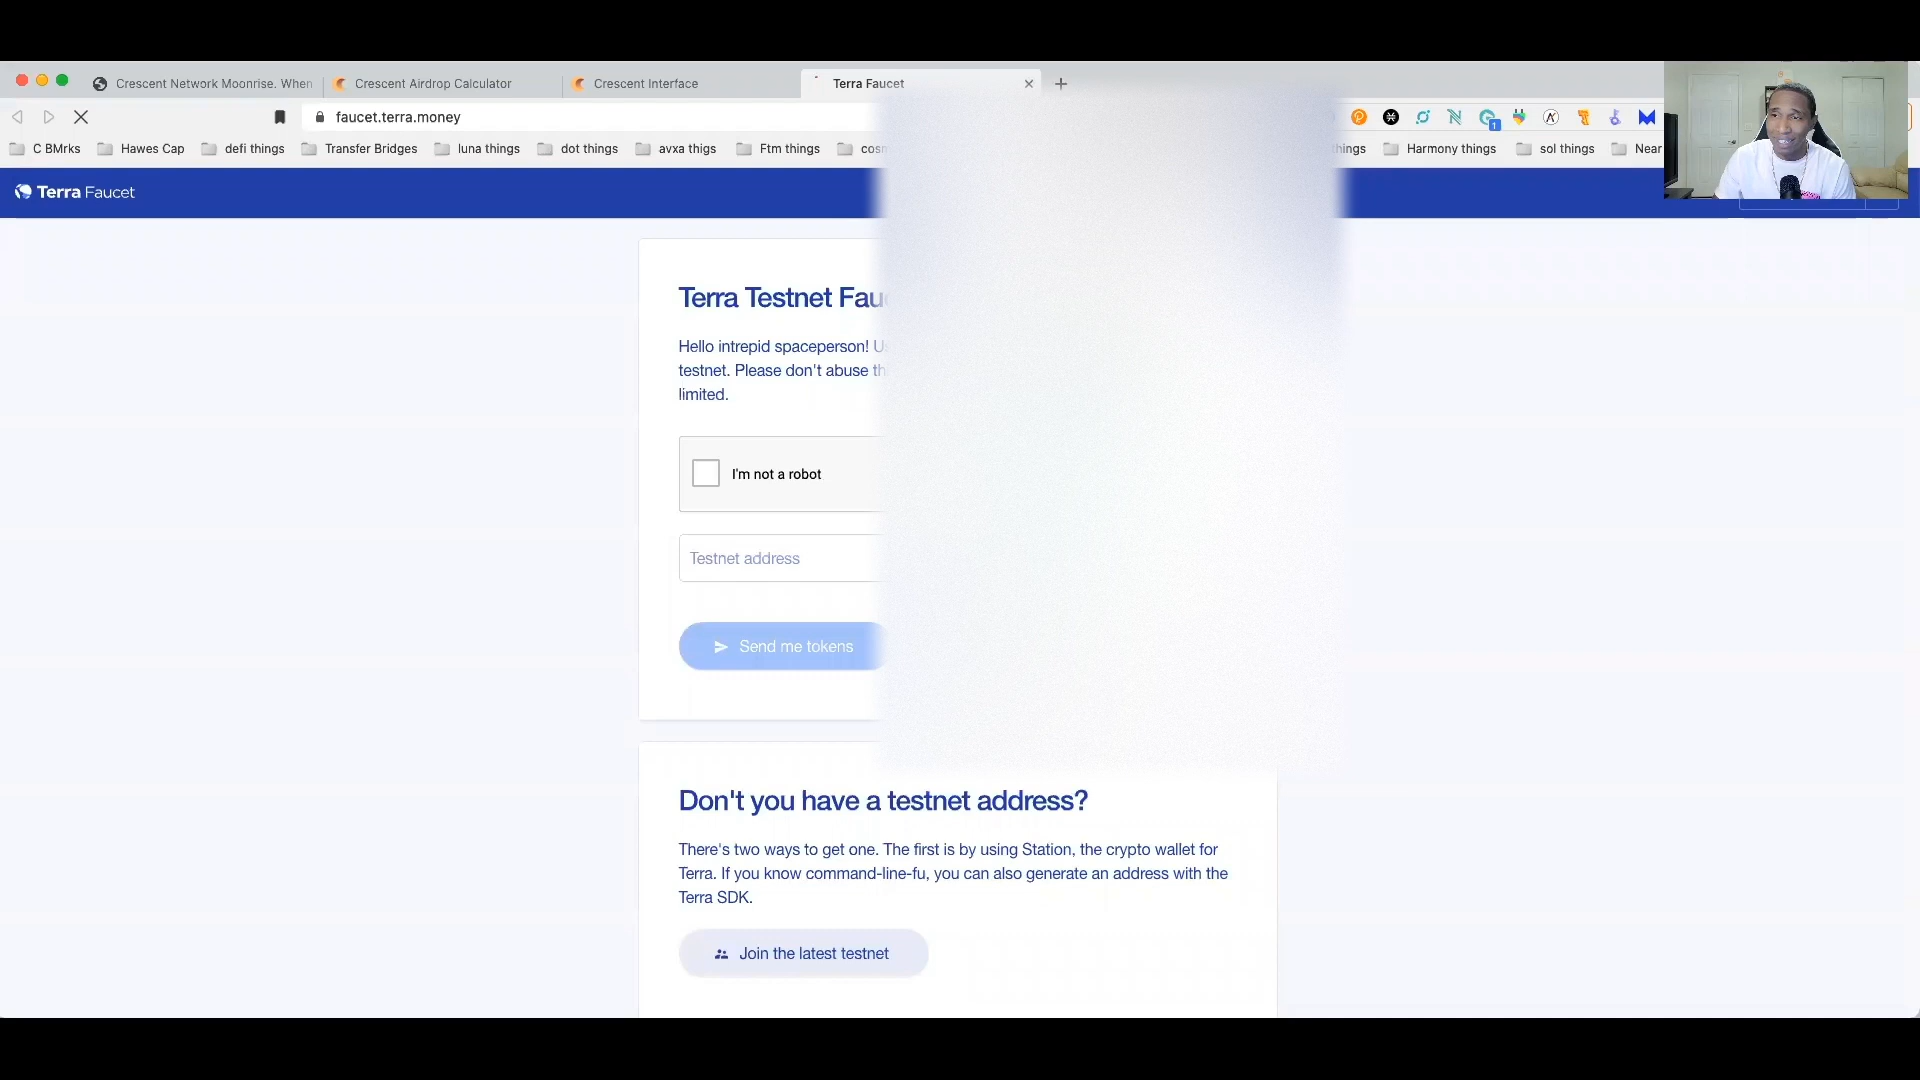 Crescent Network Moonrise. When
Crescent Airdrop Calculator
Crescent Interface
Terra Faucet
faucet.terra.money
1
C BMrks
Hawes Cap
defi things
Transfer Bridges
luna things
dot things
avxa thigs
Ftm things
Harmony things
sol things
Near
Terra Faucet
Terra Testnet
Hello intrepid spaceperson!
testnet. Please don't abuse
limited.
I'm not a robot
Testnet address
Send me tokens
Don't you have a testnet address?
There's two ways to get one. The first is by using Station, the crypto wallet for
Terra. If you know command-line-fu, you can also generate an address with the
Terra SDK.
Join the latest testnet